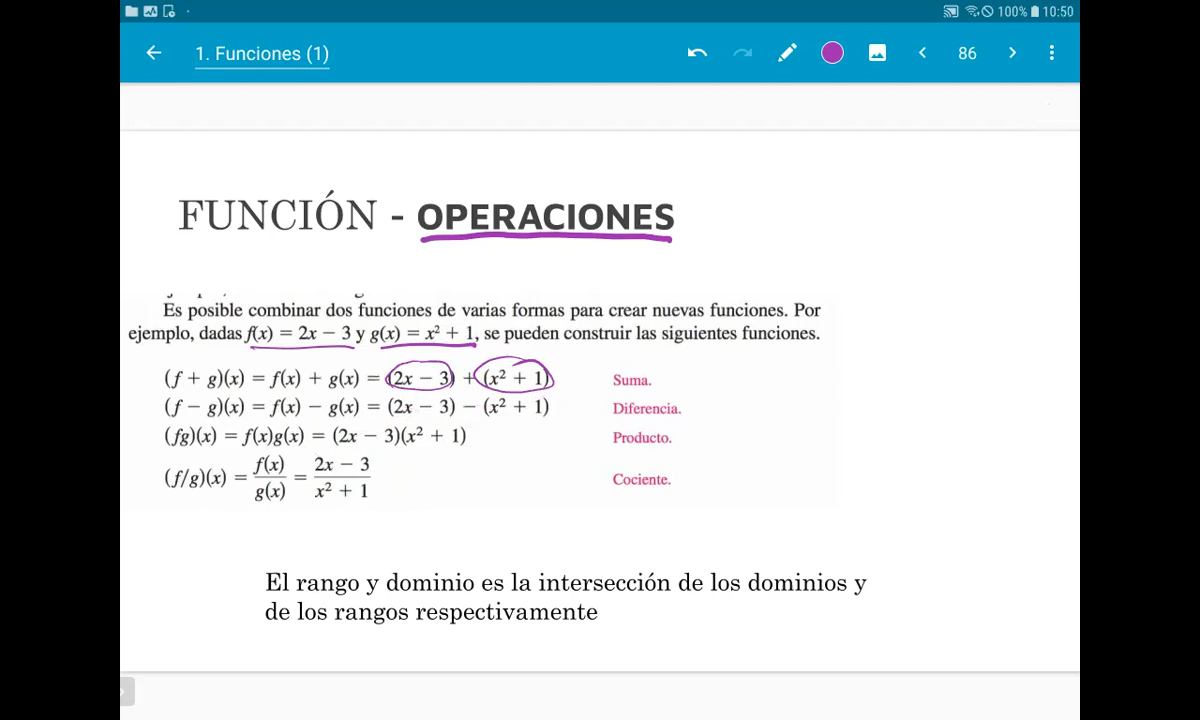 100% 10:50
1. Funciones (1)
86
FUNCIÓN - OPERACIONES
Es posible combinar dos funciones de varias formas para crear nuevas funciones. Por
ejemplo, dadas f(x) = 2x − 3 y g(x) = x² + 1, se pueden construir las siguientes funciones.
(f + g)(x) = f(x) + g(x) = (2x − 3) + (x² + 1) Suma.
(f − g)(x) = f(x) − g(x) = (2x − 3) − (x² + 1) Diferencia.
(fg)(x) = f(x)g(x) = (2x − 3)(x² + 1) Producto.
(f/g)(x) = f(x)/g(x) = 2x − 3/x² + 1 Cociente.
El rango y dominio es la intersección de los dominios y
de los rangos respectivamente